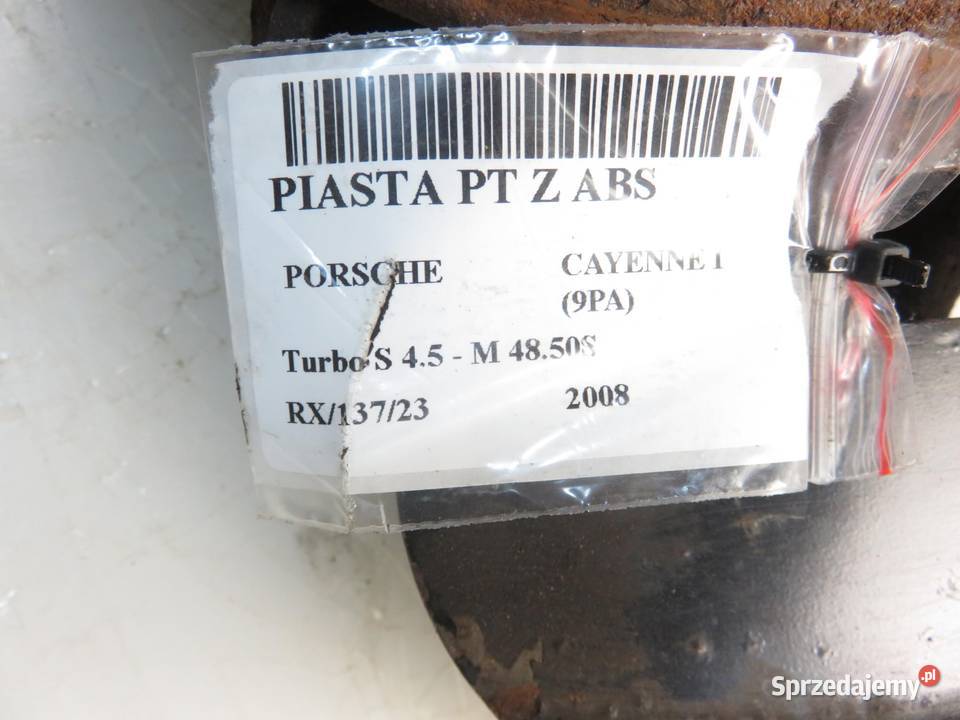 PIASTA PT Z ABS
PORSCHE
CAYENNE I
(9PA)
Turbo S 4.5 - M 48.50S
RX/137/23
2008
Sprzedajemy.pl